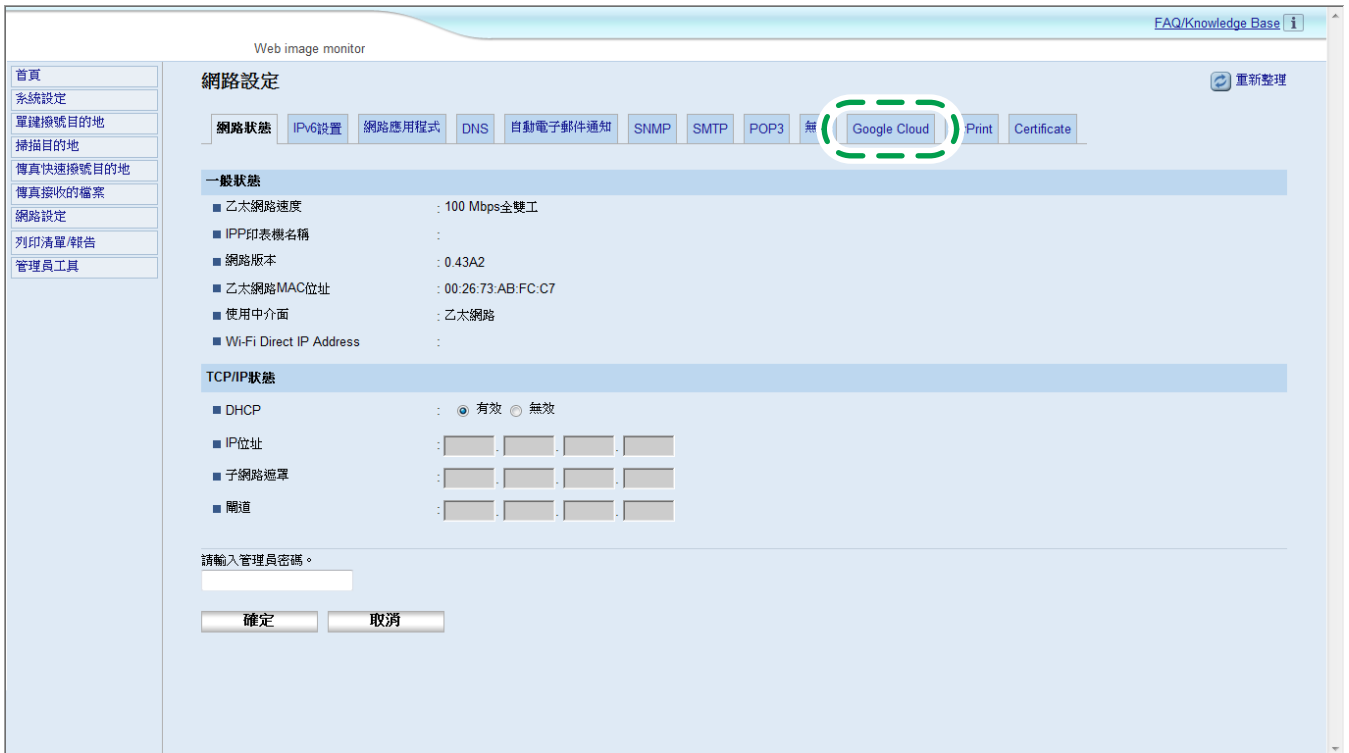 FAQ/Knowledge Base i
Web image monitor
首頁
系統設定
單鍵撥號目的地
掃描目的地
傳真快速撥號目的地
傳真接收的檔案
網路設定
列印清單/報告
管理員工具
網路設定
重新整理
網路狀態 IPv6設置 網路應用程式 DNS 自動電子郵件通知 SNMP SMTP POP3 無 Google Cloud Print Certificate
一般狀態
乙太網路速度 : 100 Mbps全雙工
IPP印表機名稱 :
網路版本 : 0.43A2
乙太網路MAC位址 : 00:26:73:AB:FC:C7
使用中介面 : 乙太網路
Wi-Fi Direct IP Address :
TCP/IP狀態
DHCP : 有效 無效
IP位址 : . . .
子網路遮罩 : . . .
閘道 : . . .
請輸入管理員密碼。
確定 取消